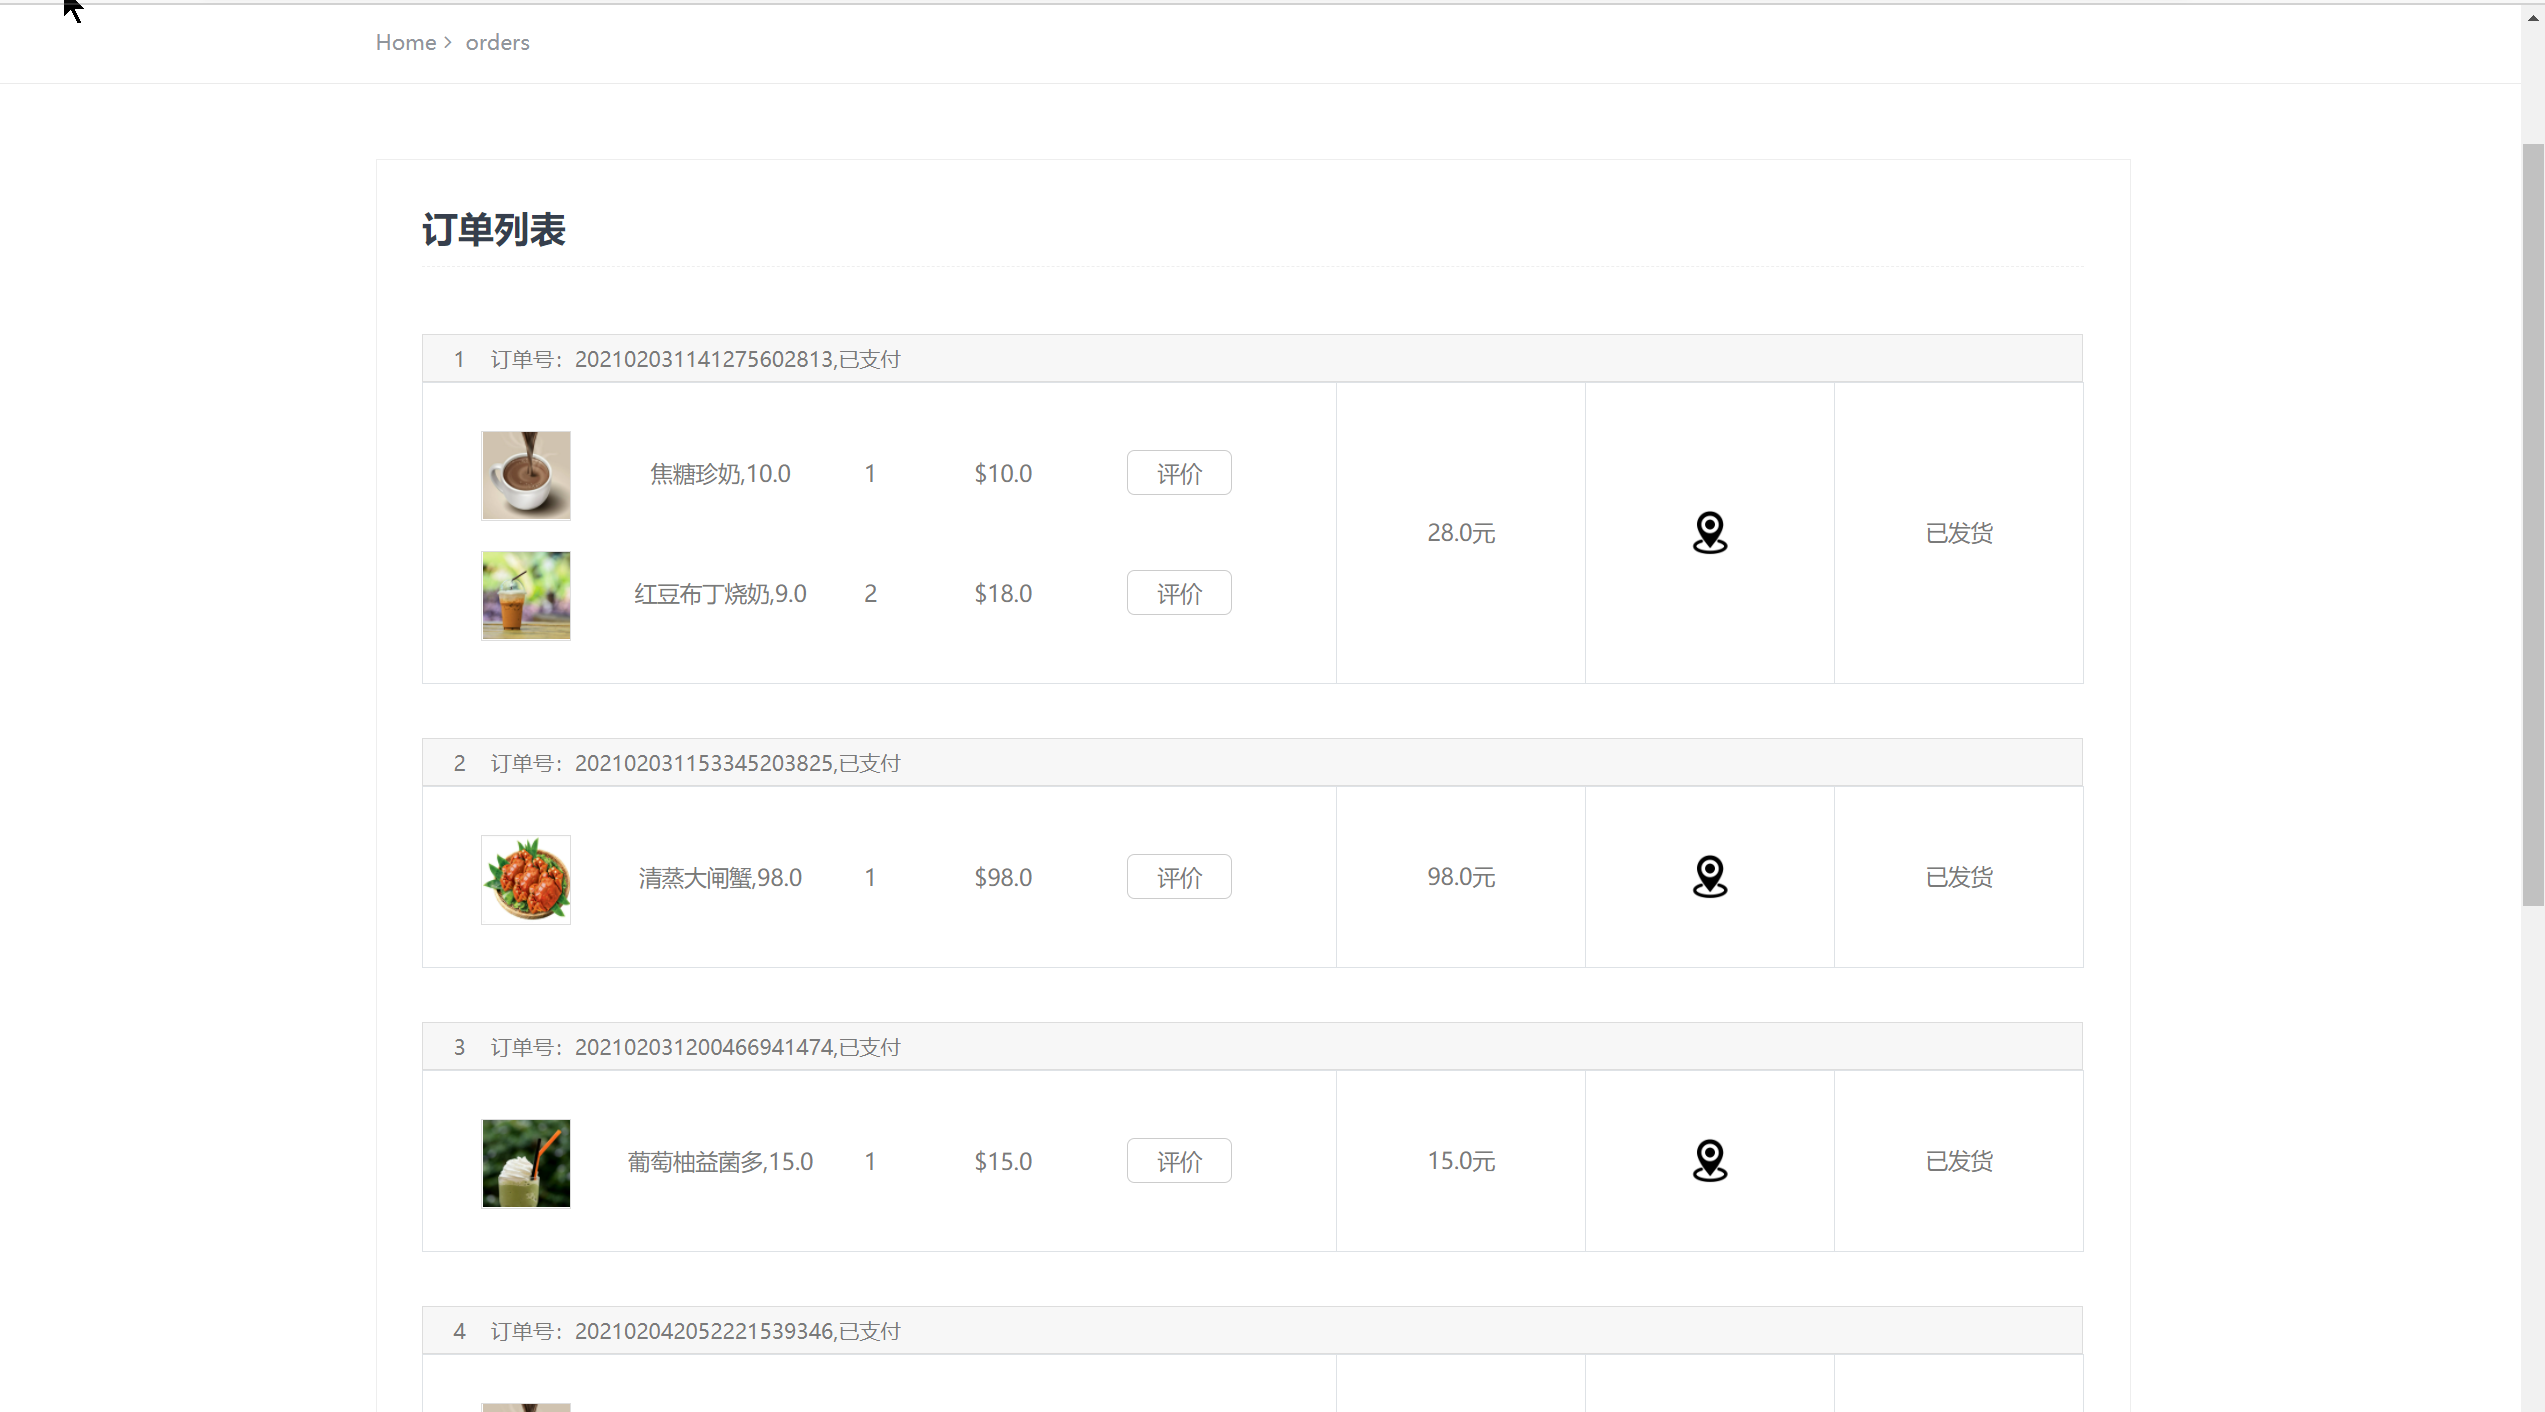 Home > orders
订单列表
1 订单号：202102031141275602813,已支付
焦糖珍奶,10.0 1 $10.0 评价
28.0元 已发货
红豆布丁烧奶,9.0 2 $18.0 评价
2 订单号：202102031153345203825,已支付
清蒸大闸蟹,98.0 1 $98.0 评价 98.0元 已发货
3 订单号：202102031200466941474,已支付
葡萄柚益菌多,15.0 1 $15.0 评价 15.0元 已发货
4 订单号：202102042052221539346,已支付